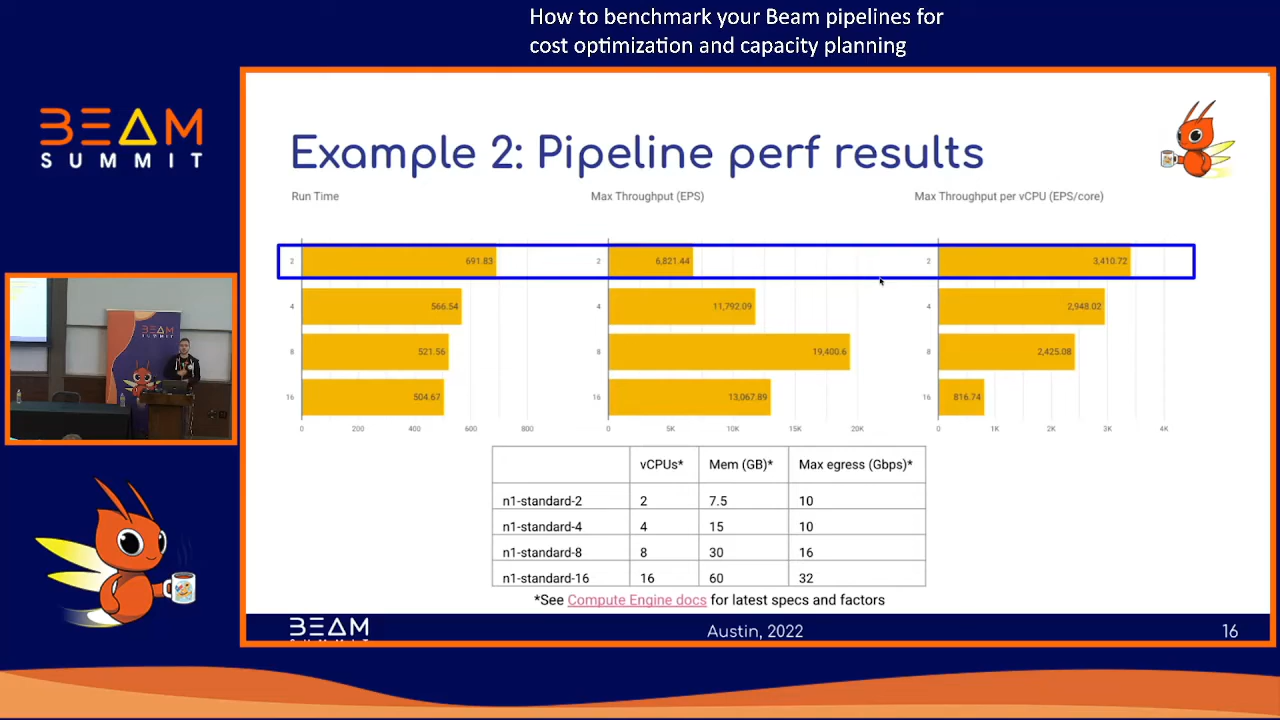 How to benchmark your Beam pipelines for
cost optimization and capacity planning
BEAM
SUMMIT
Example 2: Pipeline perf results
Run Time
Max Throughput (EPS)
Max Throughput per vCPU (EPS/core)
2 691.83
4 566.54
8 521.56
16 504.67
0 200 400 600 800
2 6,821.44
4 11,792.09
8 19,400.6
16 13,067.89
0 5K 10K 15K 20K
2 3,410.72
4 2,948.02
8 2,425.08
16 816.74
0 1K 2K 3K 4K
vCPUs* Mem (GB)* Max egress (Gbps)*
n1-standard-2 2 7.5 10
n1-standard-4 4 15 10
n1-standard-8 8 30 16
n1-standard-16 16 60 32
*See Compute Engine docs for latest specs and factors
BEAM
Austin, 2022
16
BEAM
SUMMIT